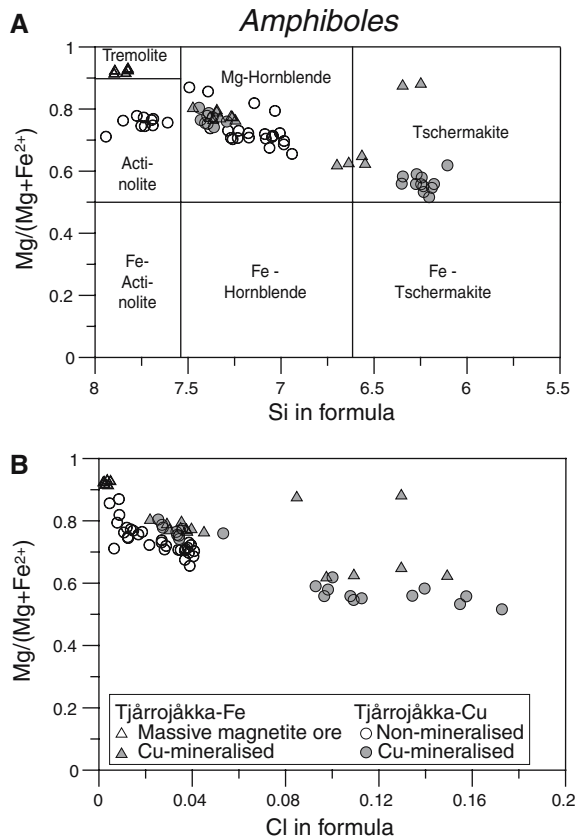 Amphiboles
A
Mg/(Mg+Fe2+)
1
0.8
0.6
0.4
0.2
0
Tremolite
Mg-Hornblende
Tschermakite
Acti-
nolite
Fe-
Acti-
nolite
Fe -
Hornblende
Fe -
Tschermakite
8
7.5
7
6.5
6
5.5
Si in formula
B
Mg/(Mg+Fe2+)
1
0.8
0.6
0.4
0.2
0
Tjårrojåkka-Fe
Massive magnetite ore
Cu-mineralised
Tjårrojåkka-Cu
Non-mineralised
Cu-mineralised
0
0.04
0.08
0.12
0.16
0.2
Cl in formula